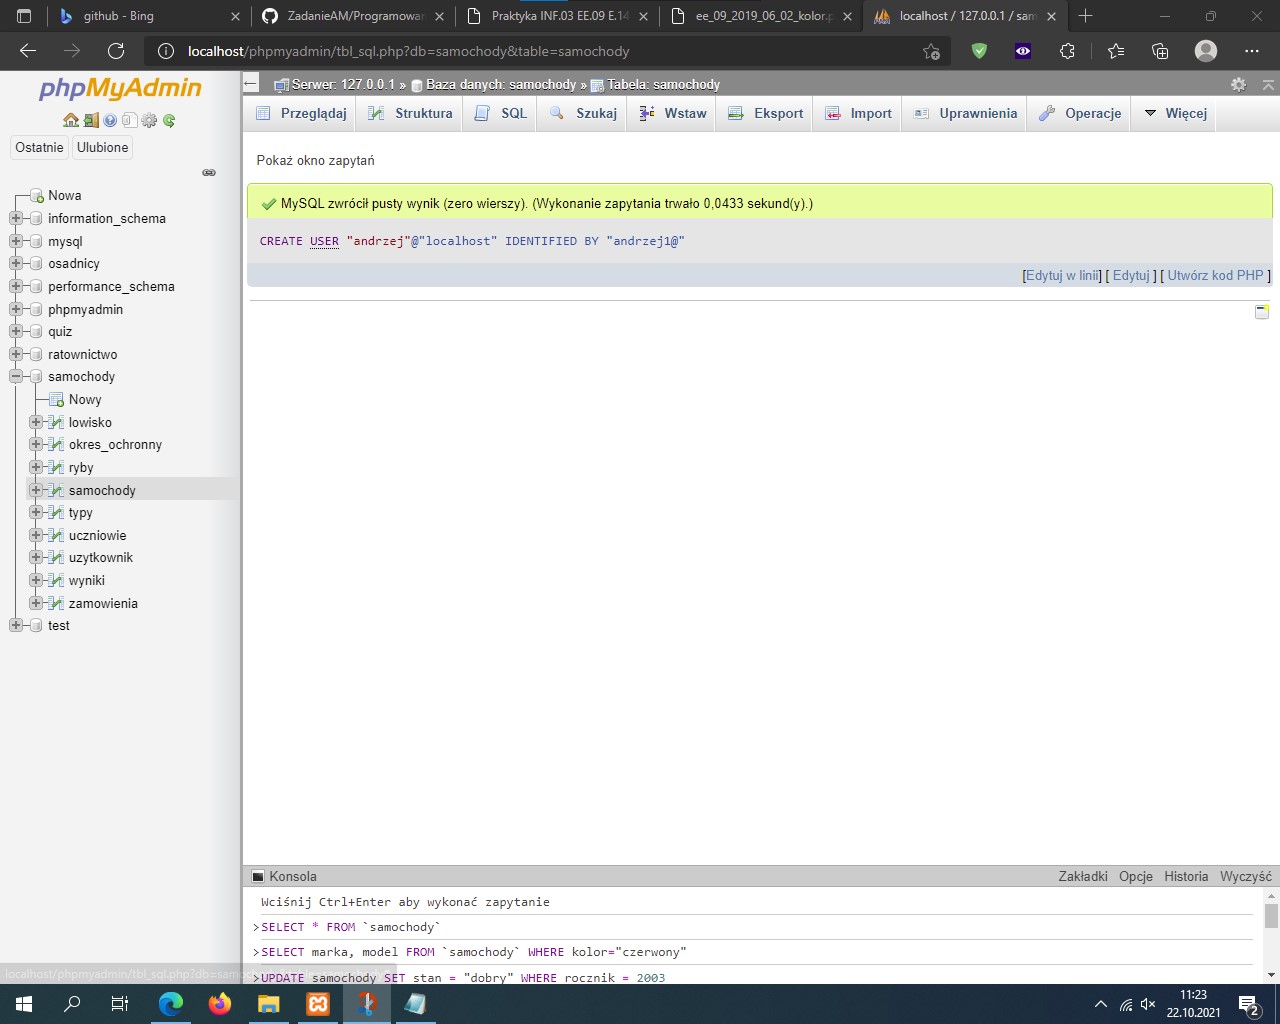 github - Bing
ZadanieAM/Programowan
Praktyka INF.03 EE.09 E.14
ee_09_2019_06_02_kolor.p
localhost / 127.0.0.1 / sam
localhost/phpmyadmin/tbl_sql.php?db=samochody&table=samochody
phpMyAdmin
Ostatnie Ulubione
Nowa
information_schema
mysql
osadnicy
performance_schema
phpmyadmin
quiz
ratownictwo
samochody
Nowy
lowisko
okres_ochronny
ryby
samochody
typy
uczniowie
uzytkownik
wyniki
zamowienia
test
Serwer: 127.0.0.1 » Baza danych: samochody » Tabela: samochody
Przeglądaj Struktura SQL Szukaj Wstaw Eksport Import Uprawnienia Operacje Więcej
Pokaż okno zapytań
MySQL zwrócił pusty wynik (zero wierszy). (Wykonanie zapytania trwało 0,0433 sekund(y).)
CREATE USER "andrzej"@"localhost" IDENTIFIED BY "andrzej1@"
[Edytuj w linii] [ Edytuj ] [ Utwórz kod PHP ]
Konsola Zakładki Opcje Historia Wyczyść
Wciśnij Ctrl+Enter aby wykonać zapytanie
>SELECT * FROM `samochody`
>SELECT marka, model FROM `samochody` WHERE kolor="czerwony"
>UPDATE samochody SET stan = "dobry" WHERE rocznik = 2003
localhost/phpmyadmin/tbl_sql.php?db=samoc
11:23
22.10.2021
2